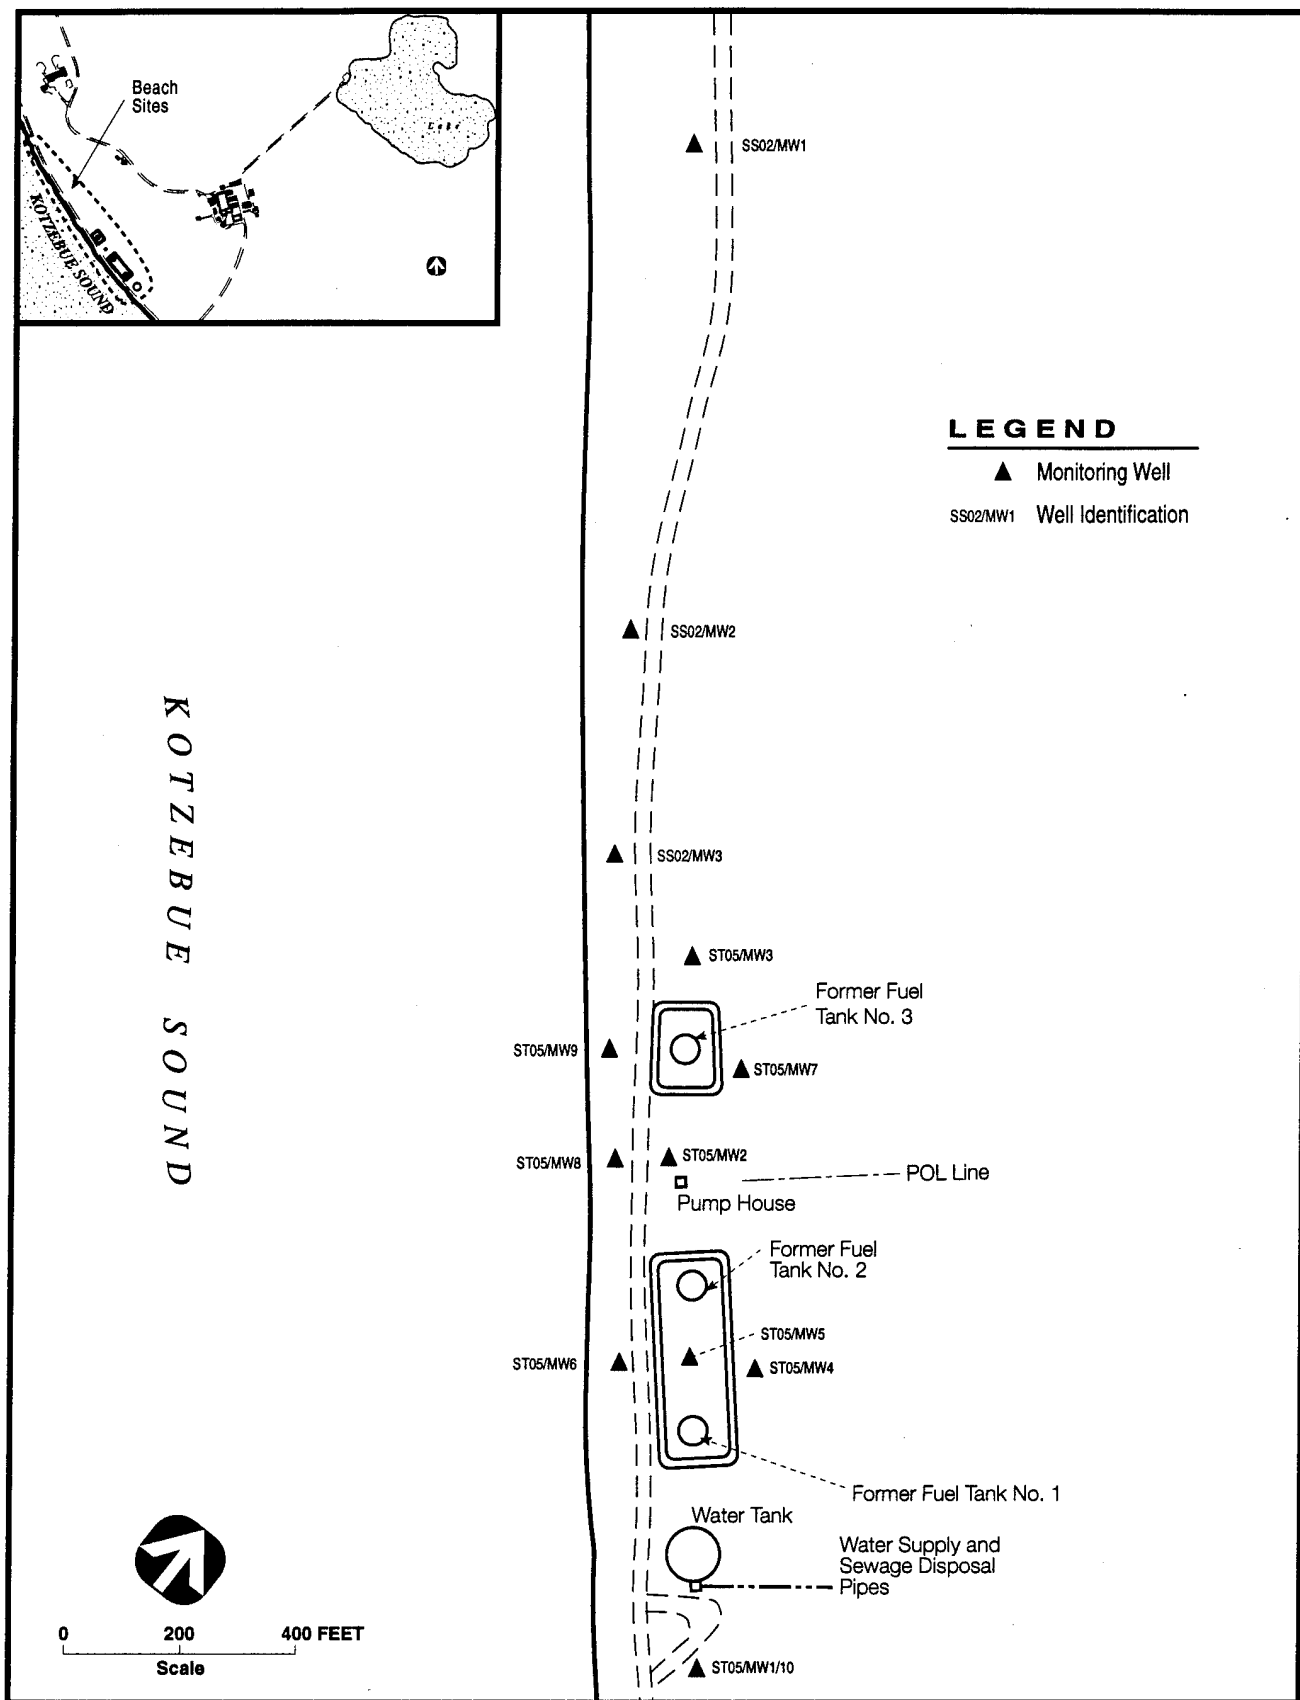 Beach
Sites
Lake
KOTZEBUE SOUND
SS02/MW1
LEGEND
Monitoring Well
SS02/MW1 Well Identification
SS02/MW2
KOTZEBUE SOUND
SS02/MW3
ST05/MW3
Former Fuel
Tank No. 3
ST05/MW9
ST05/MW7
ST05/MW8
ST05/MW2
POL Line
Pump House
Former Fuel
Tank No. 2
ST05/MW5
ST05/MW6
ST05/MW4
Former Fuel Tank No. 1
Water Tank
Water Supply and
Sewage Disposal
Pipes
0 200 400 FEET
Scale
ST05/MW1/10